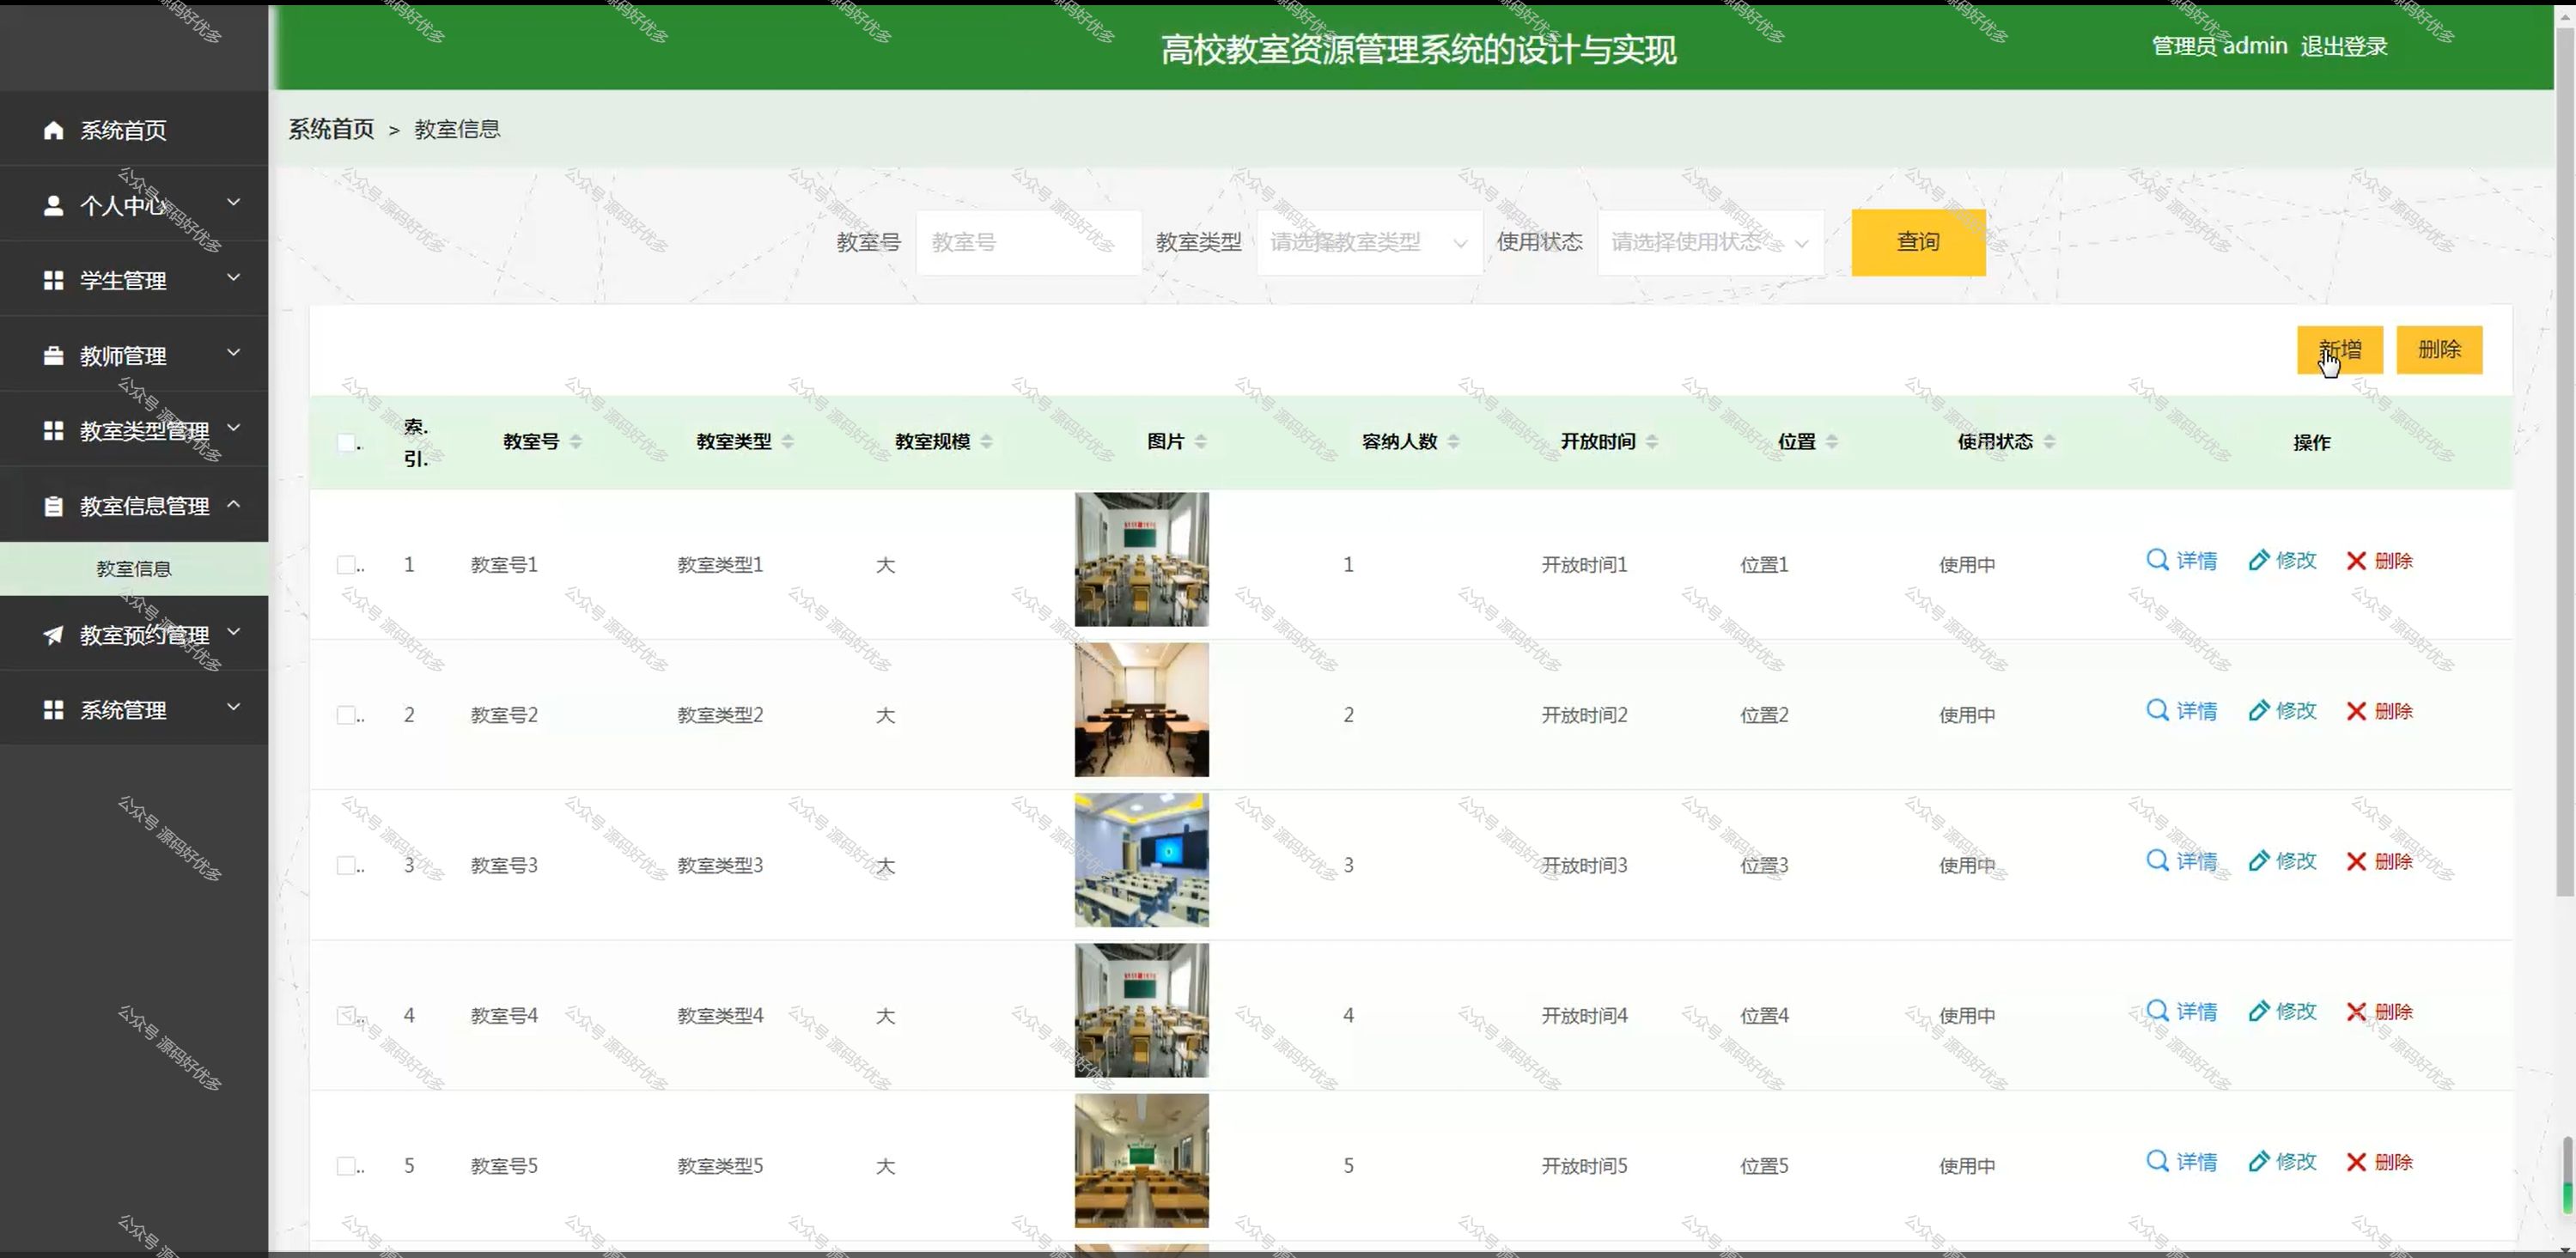 高校教室资源管理系统的设计与实现
管理员 admin 退出登录
系统首页
个人中心
学生管理
教师管理
教室类型管理
教室信息管理
教室信息
教室预约管理
系统管理
系统首页 > 教室信息
教室号 教室号 教室类型 请选择教室类型 使用状态 请选择使用状态 查询
新增 删除
索. 引. 教室号 教室类型 教室规模 图片 容纳人数 开放时间 位置 使用状态 操作
1 教室号1 教室类型1 大 1 开放时间1 位置1 使用中 详情 修改 删除
2 教室号2 教室类型2 大 2 开放时间2 位置2 使用中 详情 修改 删除
3 教室号3 教室类型3 大 3 开放时间3 位置3 使用中 详情 修改 删除
4 教室号4 教室类型4 大 4 开放时间4 位置4 使用中 详情 修改 删除
5 教室号5 教室类型5 大 5 开放时间5 位置5 使用中 详情 修改 删除
公众号 源码好优多